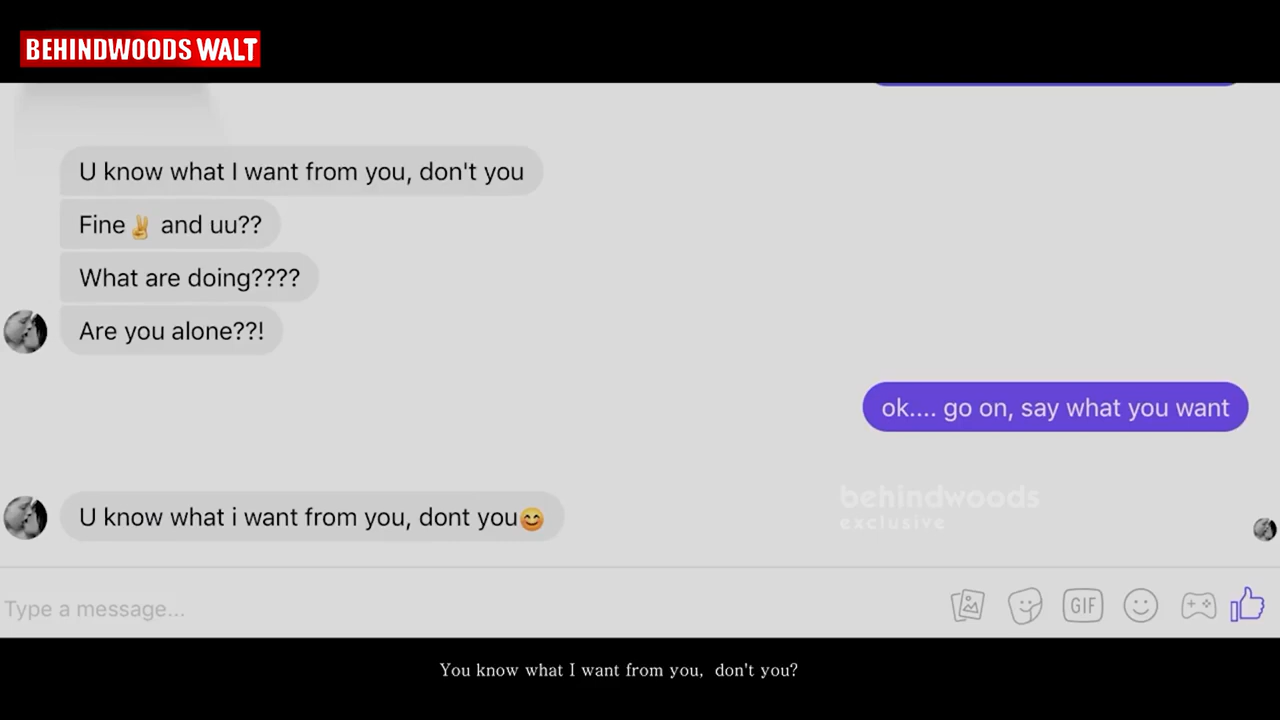 BEHINDWOODS WALT
U know what I want from you, don't you
Fine✌ and uu??
What are doing????
Are you alone??!
ok.... go on, say what you want
behindwoods
exclusive
U know what i want from you, dont you😊
Type a message...
GIF
You know what I want from you, don't you?